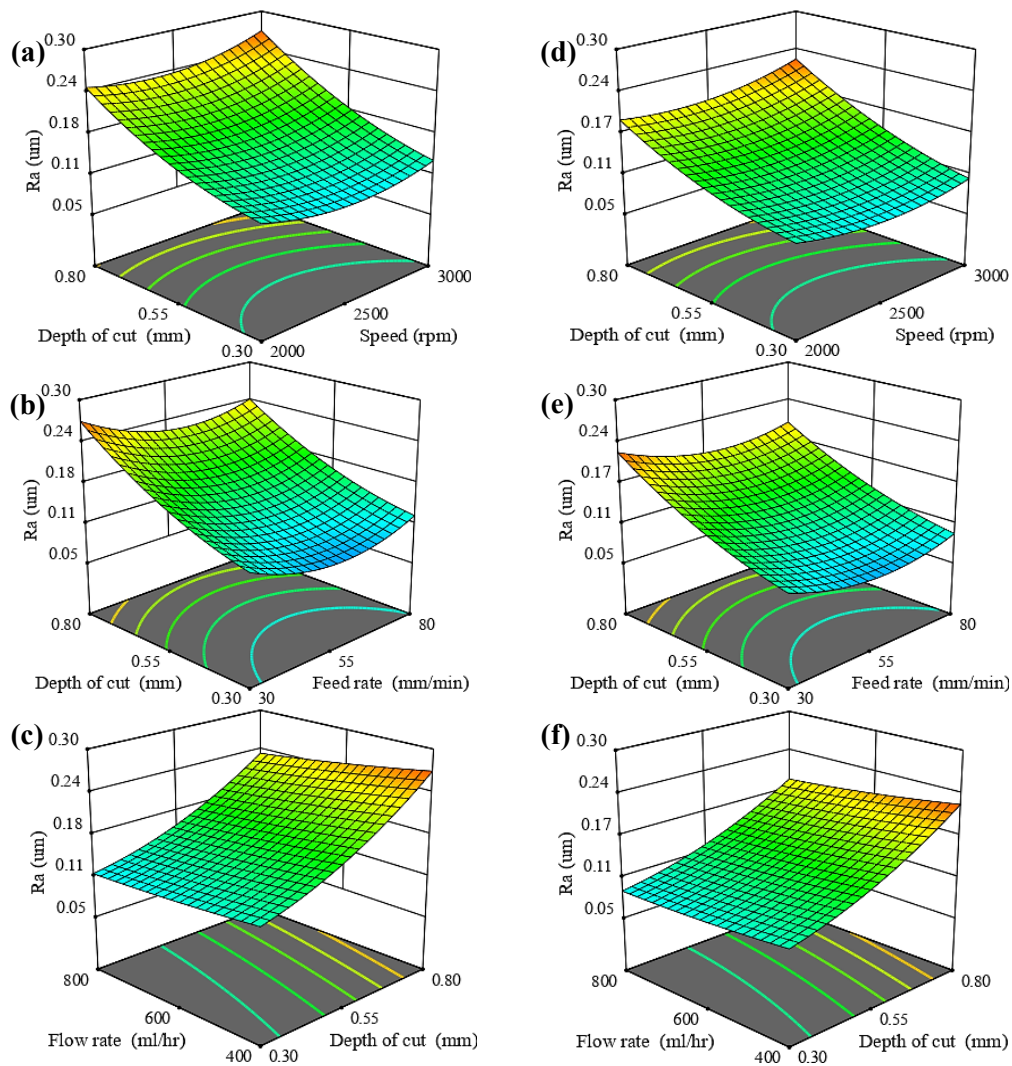 (a)
0.30
0.24
0.18
0.11
0.05
Ra (um)
0.80
0.55
0.30
Depth of cut (mm)
2000
2500
3000
Speed (rpm)
(d)
0.30
0.24
0.17
0.11
0.05
Ra (um)
0.80
0.55
0.30
Depth of cut (mm)
2000
2500
3000
Speed (rpm)
(b)
0.30
0.24
0.18
0.11
0.05
Ra (um)
0.80
0.55
0.30
Depth of cut (mm)
30
55
80
Feed rate (mm/min)
(e)
0.30
0.24
0.17
0.11
0.05
Ra (um)
0.80
0.55
0.30
Depth of cut (mm)
30
55
80
Feed rate (mm/min)
(c)
0.30
0.24
0.18
0.11
0.05
Ra (um)
800
600
400
Flow rate (ml/hr)
0.30
0.55
0.80
Depth of cut (mm)
(f)
0.30
0.24
0.17
0.11
0.05
Ra (um)
800
600
400
Flow rate (ml/hr)
0.30
0.55
0.80
Depth of cut (mm)